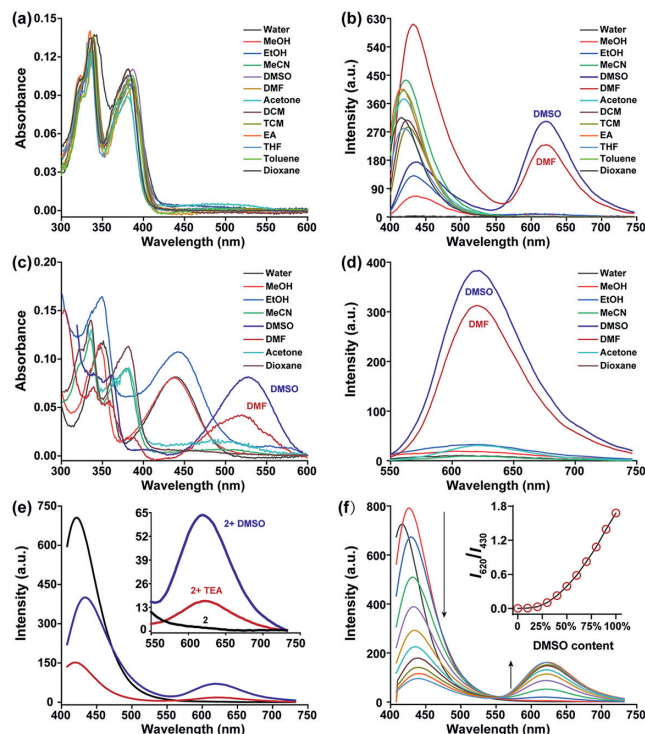 (a)
0.15
0.12
0.09
0.06
0.03
0.00
Absorbance
300 350 400 450 500 550 600
Wavelength (nm)
Water
MeOH
EtOH
MeCN
DMSO
DMF
Acetone
DCM
TCM
EA
THF
Toluene
Dioxane
(b)
630
540
450
360
270
180
90
0
Intensity (a.u.)
400 450 500 550 600 650 700 750
Wavelength (nm)
DMSO
DMF
Water
MeOH
EtOH
MeCN
DMSO
DMF
Acetone
DCM
TCM
EA
THF
Toluene
Dioxane
(c)
0.20
0.15
0.10
0.05
0.00
Absorbance
300 350 400 450 500 550 600
Wavelength (nm)
DMSO
DMF
Water
MeOH
EtOH
MeCN
DMSO
DMF
Acetone
Dioxane
(d)
400
300
200
100
0
Intensity (a.u.)
550 600 650 700 750
Wavelength (nm)
DMSO
DMF
Water
MeOH
EtOH
MeCN
DMSO
DMF
Acetone
Dioxane
(e)
750
600
450
300
150
0
Intensity (a.u.)
400 450 500 550 600 650 700 750
Wavelength (nm)
65
52
39
26
13
0
550 600 650 700 750
2+ DMSO
2+ TEA
2
(f)
800
700
600
500
400
300
200
100
0
Intensity (a.u.)
400 450 500 550 600 650 700 750
Wavelength (nm)
1.8
1.2
0.6
0.0
I620/I430
0 25% 50% 75% 100%
DMSO content